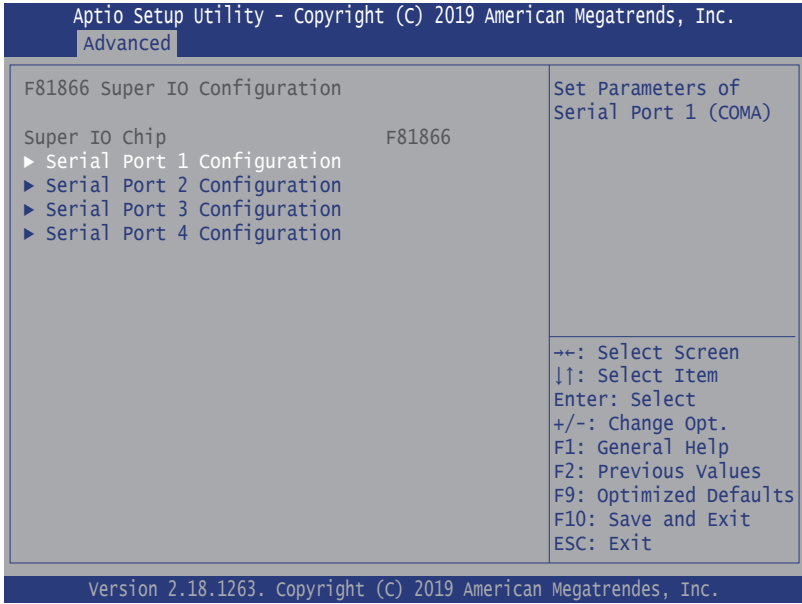 Aptio Setup Utility - Copyright (C) 2019 American Megatrends, Inc.
Advanced
F81866 Super IO Configuration
Super IO Chip F81866
▶ Serial Port 1 Configuration
▶ Serial Port 2 Configuration
▶ Serial Port 3 Configuration
▶ Serial Port 4 Configuration
Set Parameters of
Serial Port 1 (COMA)
→←: Select Screen
↓↑: Select Item
Enter: Select
+/-: Change Opt.
F1: General Help
F2: Previous Values
F9: Optimized Defaults
F10: Save and Exit
ESC: Exit
Version 2.18.1263. Copyright (C) 2019 American Megatrendes, Inc.